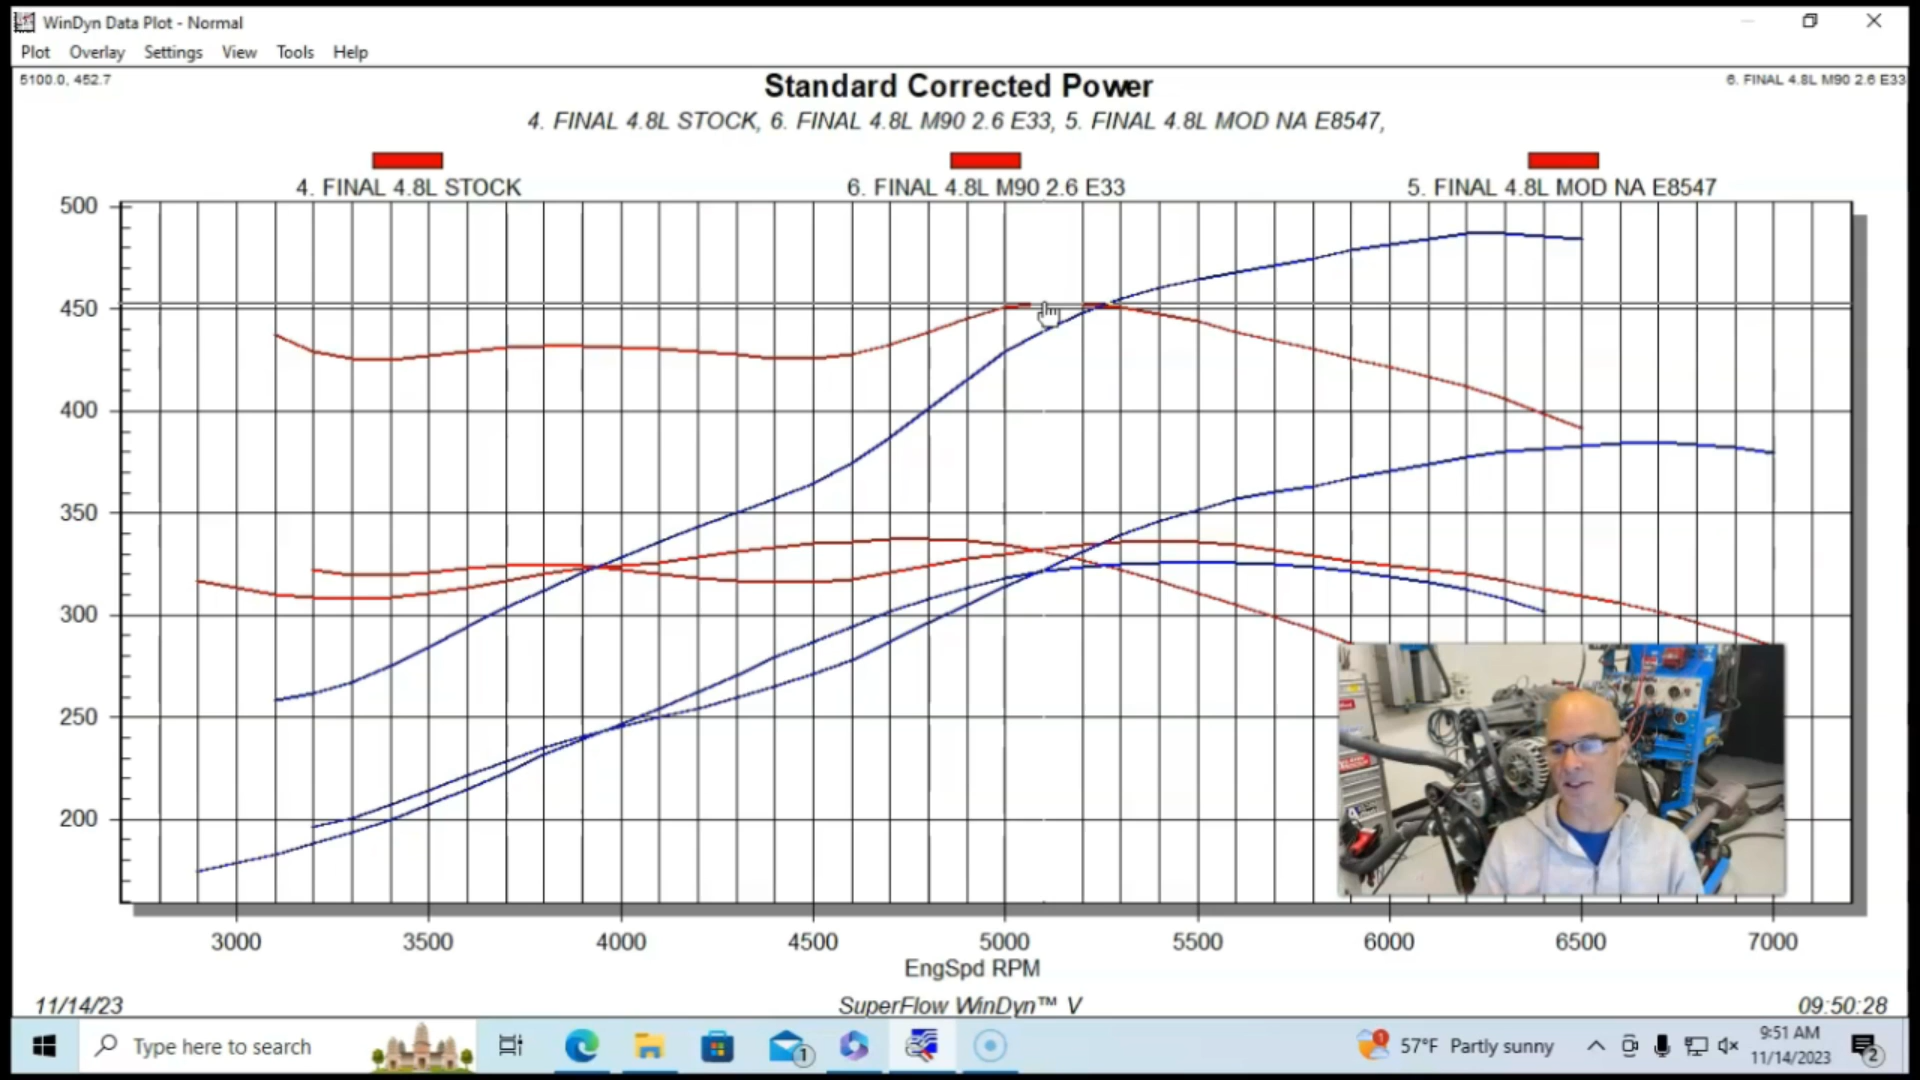 WinDyn Data Plot - Normal
Plot Overlay Settings View Tools Help
5100.0, 452.7
6. FINAL 4.8L M90 2.6 E33
Standard Corrected Power
4. FINAL 4.8L STOCK, 6. FINAL 4.8L M90 2.6 E33, 5. FINAL 4.8L MOD NA E8547,
4. FINAL 4.8L STOCK
6. FINAL 4.8L M90 2.6 E33
5. FINAL 4.8L MOD NA E8547
500
450
400
350
300
250
200
3000 3500 4000 4500 5000 5500 6000 6500 7000
EngSpd RPM
11/14/23
SuperFlow WinDyn™ V
09:50:28
Type here to search
1
1
57°F Partly sunny
9:51 AM
11/14/2023
2